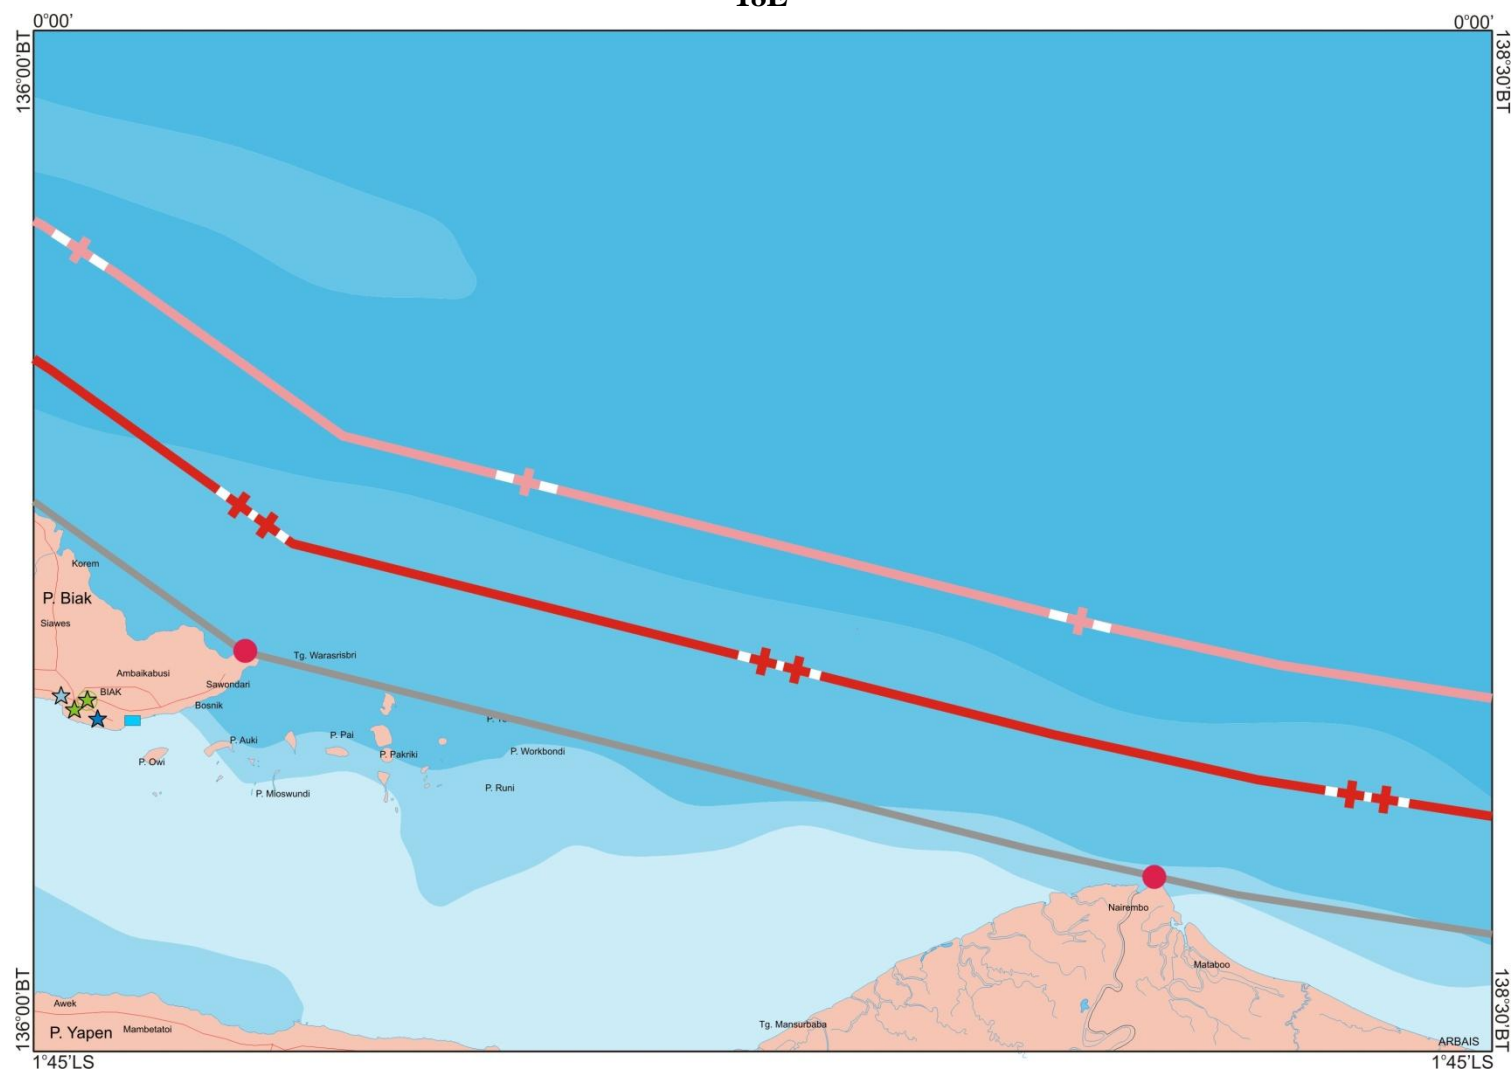 0°00'
0°00'
136°00'BT
138°30'BT
Korem
P. Biak
Siawes
Tg. Warasrisbri
Ambaikabusi
Sawondari
BIAK
Bosnik
P. Pai
P. Auki
P. Pakriki
P. Workbondi
P. Owi
P. Runi
P. Mioswundi
Nairembo
Mataboo
Awek
P. Yapen
Mambetatoi
Tg. Mansurbaba
ARBAIS
136°00'BT
138°30'BT
1°45'LS
1°45'LS